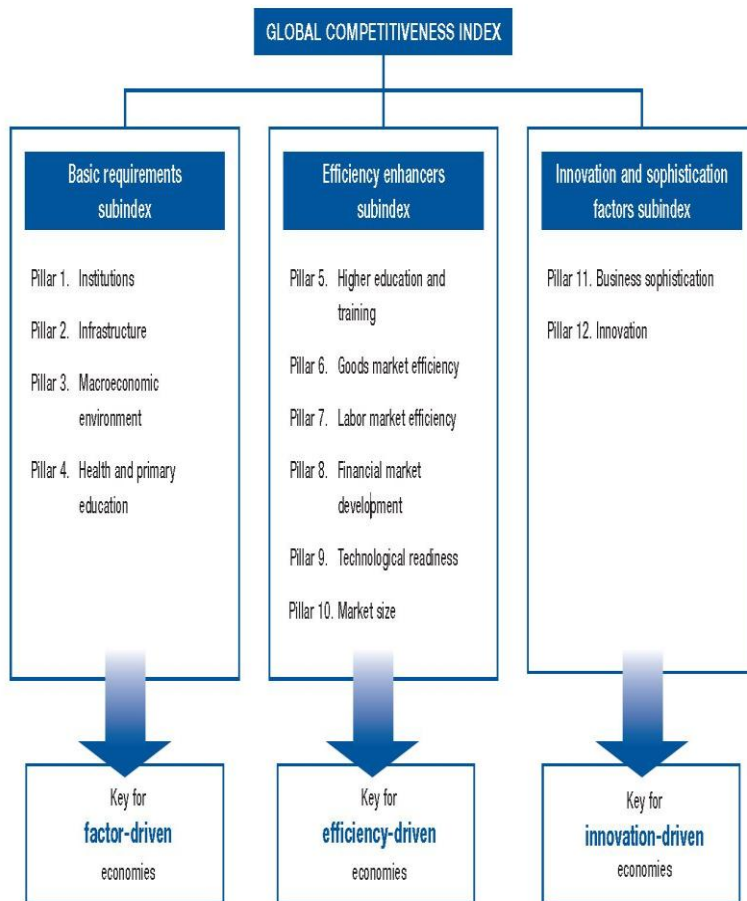 GLOBAL COMPETITIVENESS INDEX
Basic requirements
subindex
Pillar 1. Institutions
Pillar 2. Infrastructure
Pillar 3. Macroeconomic
environment
Pillar 4. Health and primary
education
Key for
factor-driven
economies
Efficiency enhancers
subindex
Pillar 5. Higher education and
training
Pillar 6. Goods market efficiency
Pillar 7. Labor market efficiency
Pillar 8. Financial market
development
Pillar 9. Technological readiness
Pillar 10. Market size
Key for
efficiency-driven
economies
Innovation and sophistication
factors subindex
Pillar 11. Business sophistication
Pillar 12. Innovation
Key for
innovation-driven
economies